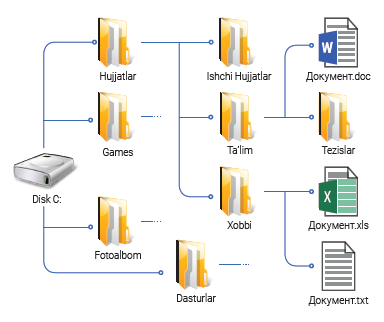 Hujjatlar
Ishchi Hujjatlar
Документ.doc
Games
Ta'lim
Tezislar
Disk C:
Xobbi
Документ.xls
Fotoalbom
Dasturlar
Документ.txt